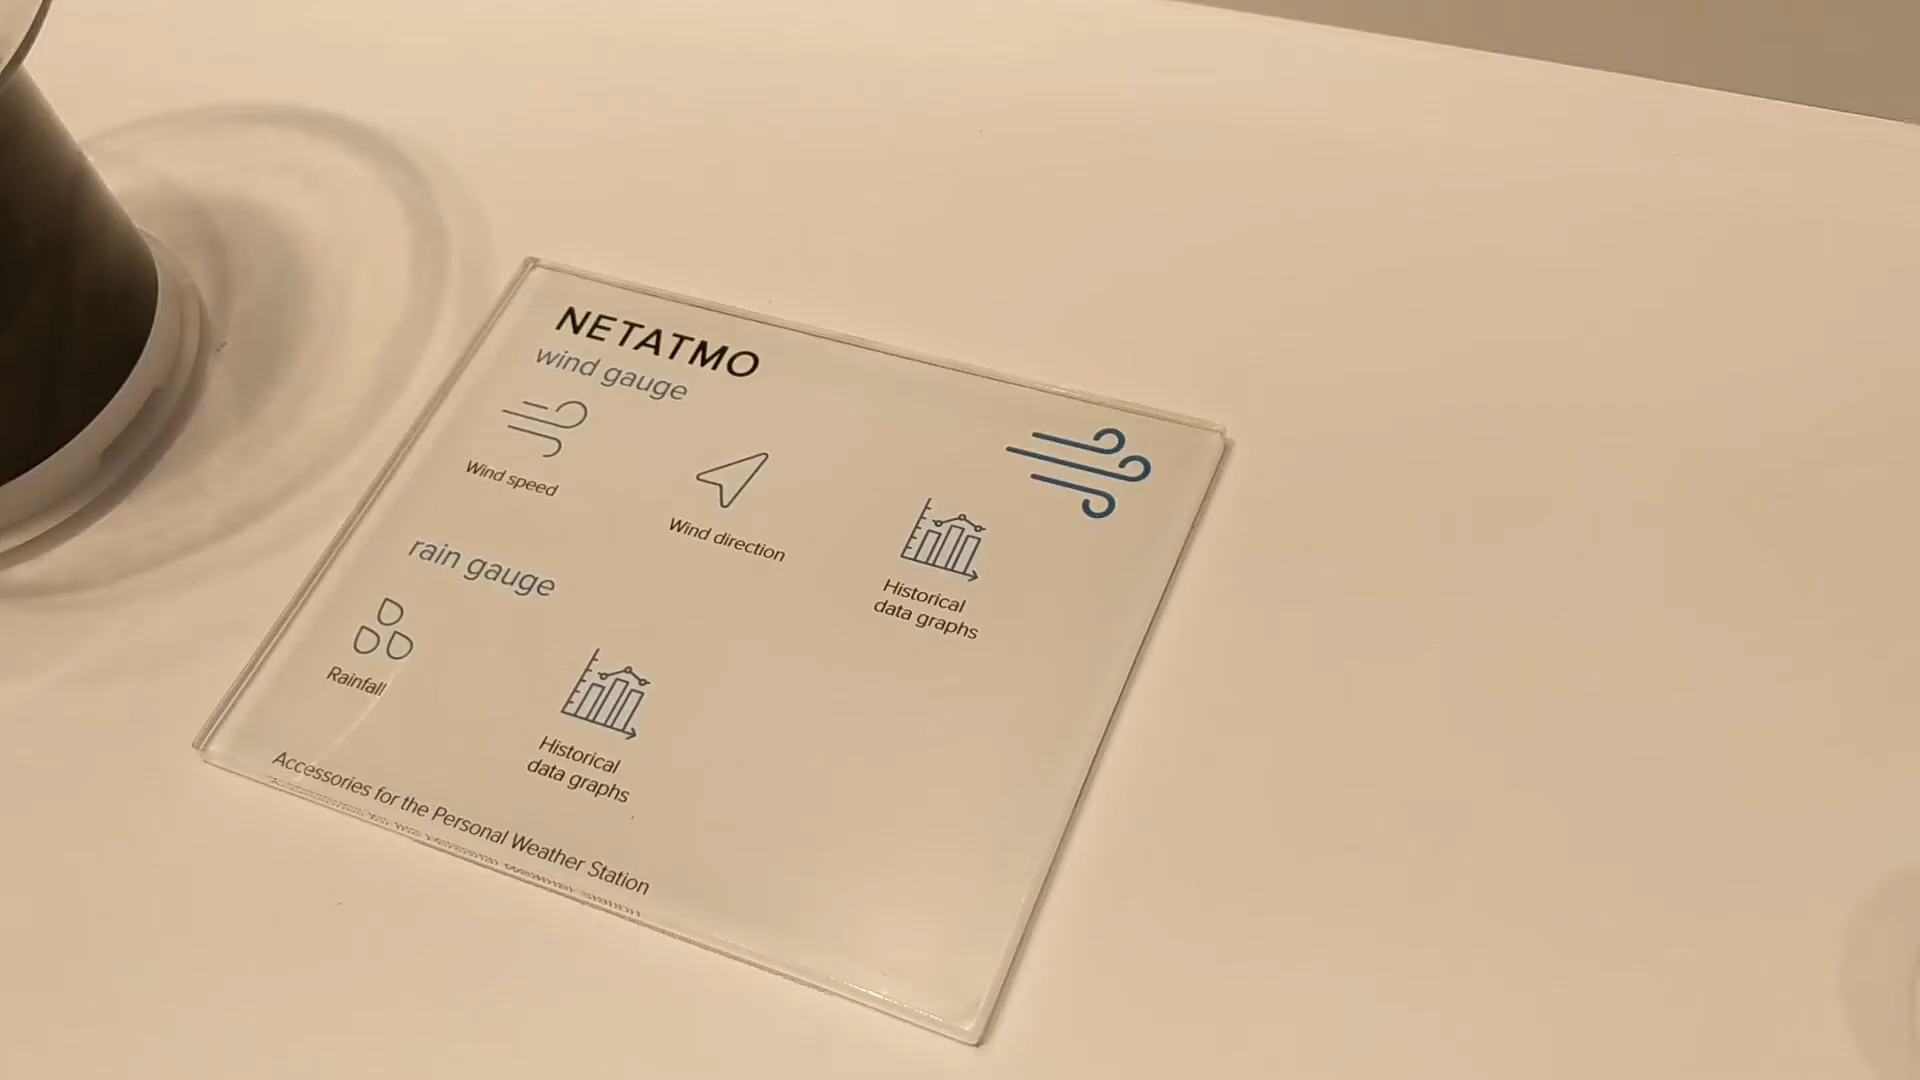 NETATMO
wind gauge
Wind speed
Wind direction
Historical
data graphs
rain gauge
Rainfall
Historical
data graphs
Accessories for the Personal Weather Station